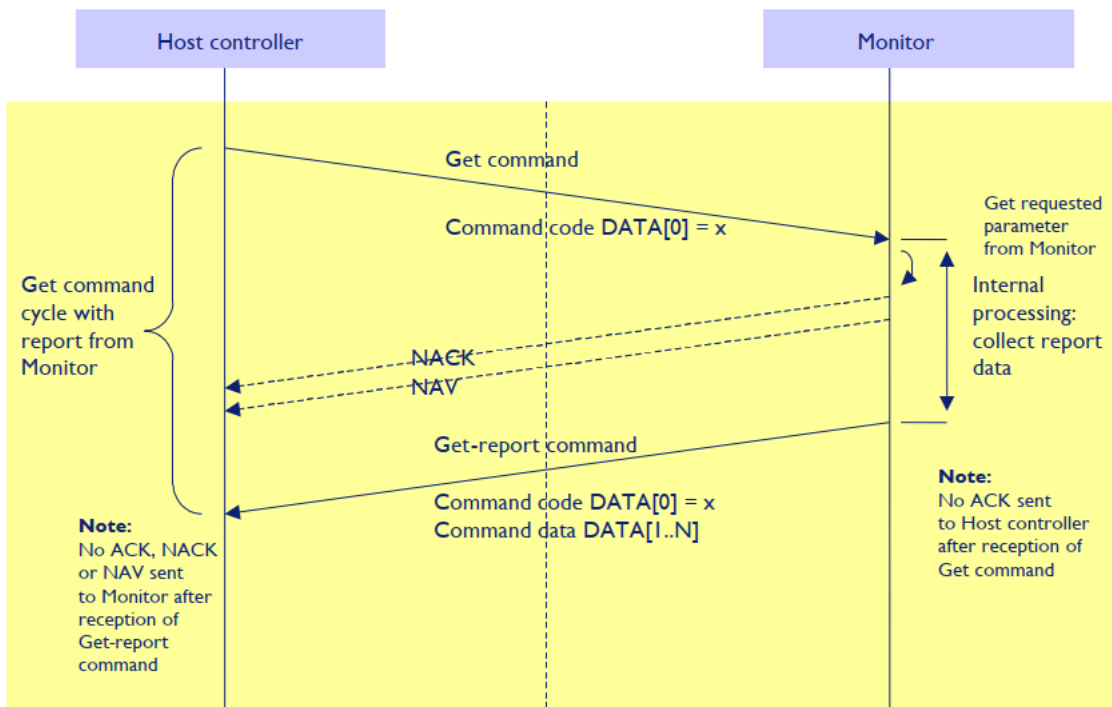 Host controller
Monitor
Get command
Command code DATA[0] = x
Get requested
parameter
from Monitor
Get command
cycle with
report from
Monitor
Internal
processing:
collect report
data
NACK
NAV
Get-report command
Command code DATA[0] = x
Command data DATA[1..N]
Note:
No ACK, NACK
or NAV sent
to Monitor after
reception of
Get-report
command
Note:
No ACK sent
to Host controller
after reception of
Get command